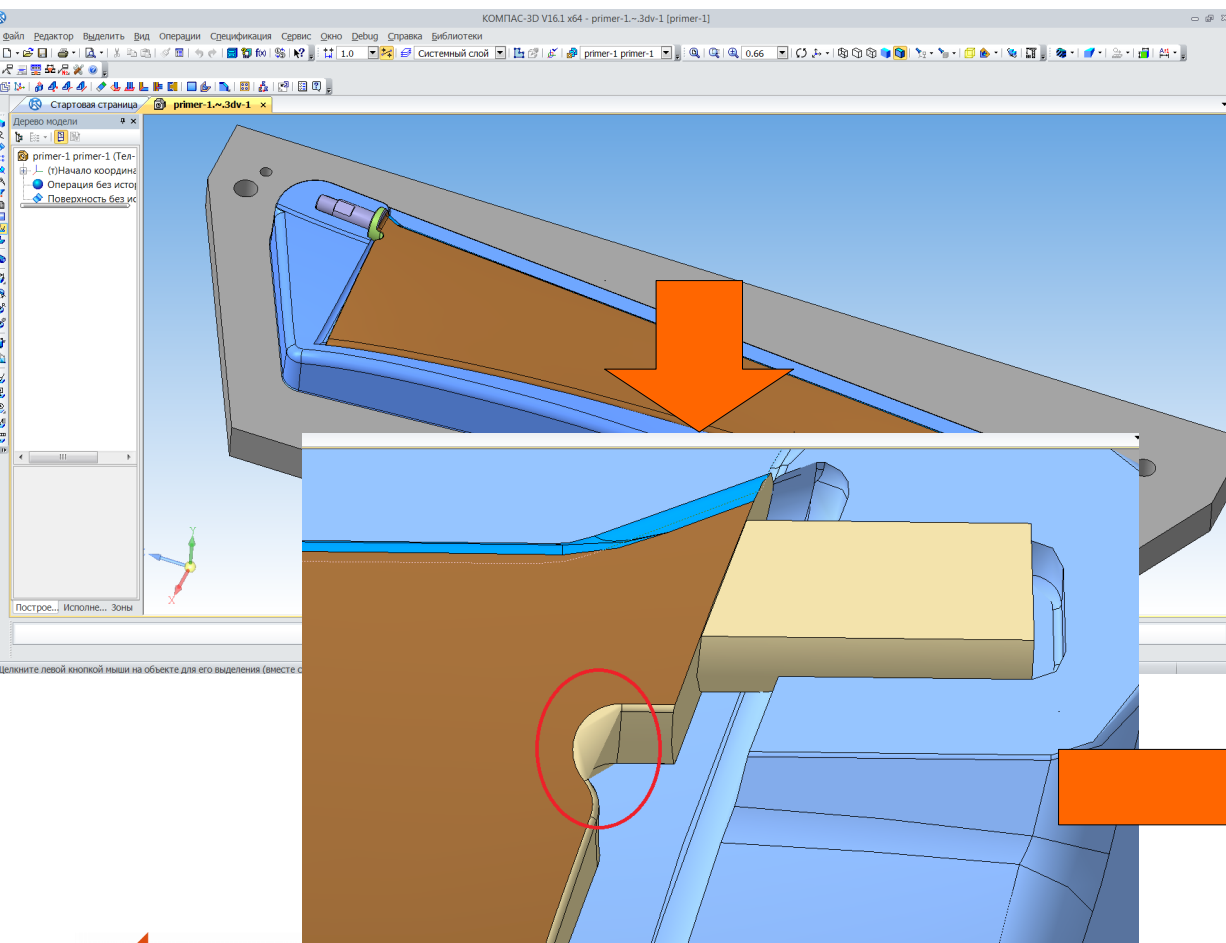 КОМПАС-3D V16.1 x64 - primer-1.~.3dv-1 [primer-1]
Файл Редактор Выделить Вид Операции Спецификация Сервис Окно Debug Справка Библиотеки
1.0 Системный слой primer-1 primer-1 0.66
Стартовая страница primer-1.~.3dv-1
Дерево модели
primer-1 primer-1 (Тел-
(т)Начало координа
Операция без истор
Поверхность без ис
Y
X
Построе... Исполне... Зоны
Щелкните левой кнопкой мыши на объекте для его выделения (вместе с